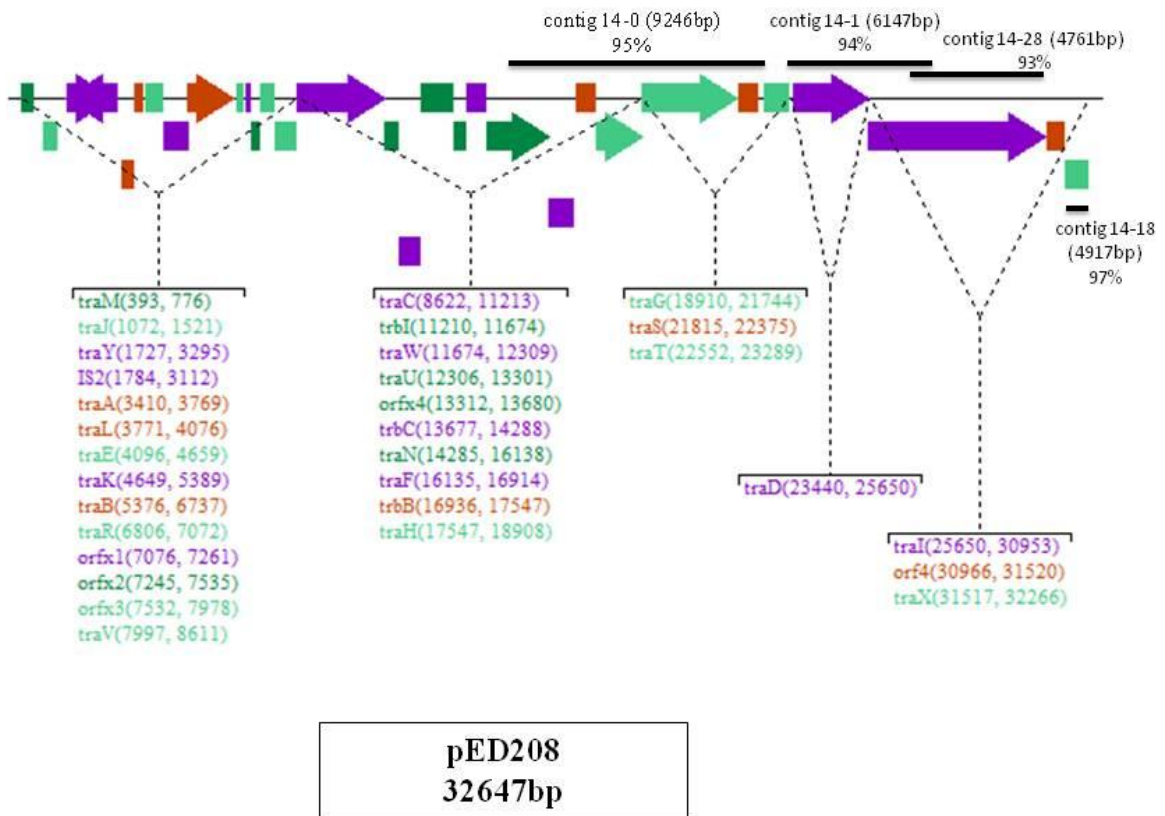 contig 14-0 (9246bp)
95%
contig 14-1 (6147bp)
94%
contig 14-28 (4761bp)
93%
contig 14-18
(4917bp)
97%
traM(393, 776)
traJ(1072, 1521)
traY(1727, 3295)
IS2(1784, 3112)
traA(3410, 3769)
traL(3771, 4076)
traE(4096, 4659)
traK(4649, 5389)
traB(5376, 6737)
traR(6806, 7072)
orfx1(7076, 7261)
orfx2(7245, 7535)
orfx3(7532, 7978)
traV(7997, 8611)
traC(8622, 11213)
trbI(11210, 11674)
traW(11674, 12309)
traU(12306, 13301)
orfx4(13312, 13680)
trbC(13677, 14288)
traN(14285, 16138)
traF(16135, 16914)
trbB(16936, 17547)
traH(17547, 18908)
traG(18910, 21744)
traS(21815, 22375)
traT(22552, 23289)
traD(23440, 25650)
traI(25650, 30953)
orf4(30966, 31520)
traX(31517, 32266)
pED208
32647bp